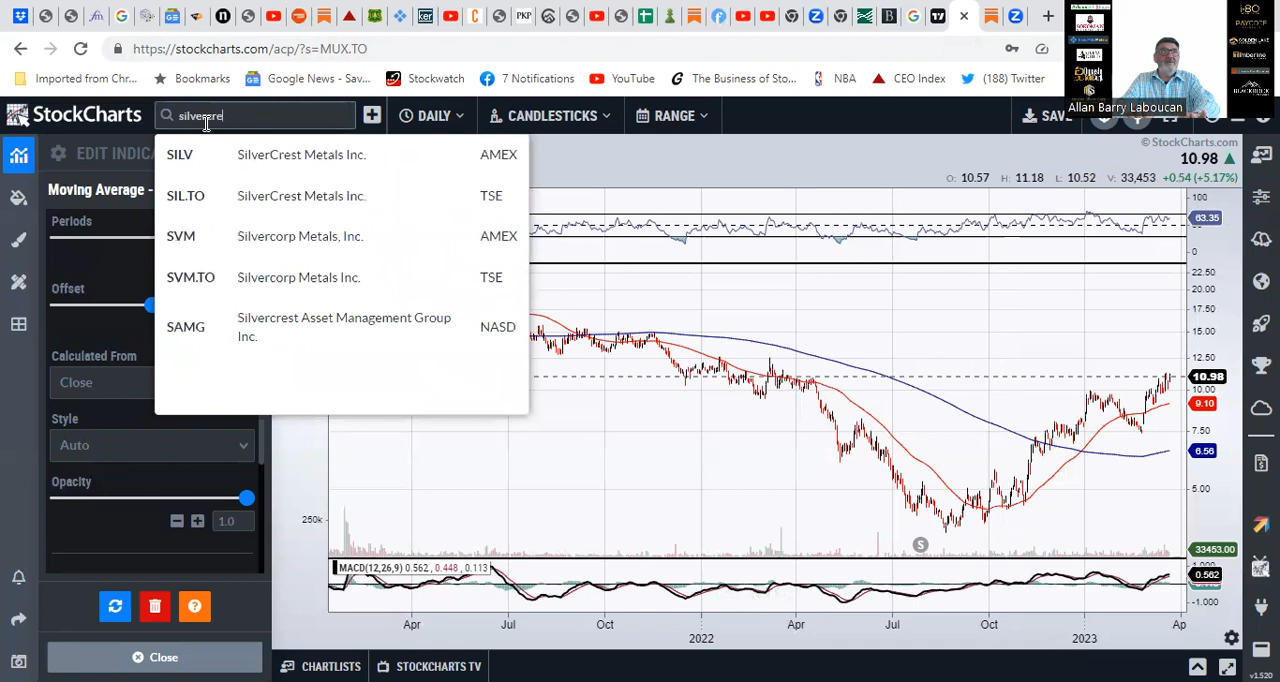 https://stockcharts.com/acp/?s=MUX.TO
Imported from Chr...
Bookmarks
Google News - Sav...
Stockwatch
7 Notifications
YouTube
The Business of Sto...
NBA
CEO Index
(188) Twitter
Allan Barry Laboucan
StockCharts
silvercre
DAILY
CANDLESTICKS
RANGE
SAV
EDIT INDICA
Moving Average -
Periods
Offset
Calculated From
Close
Style
Auto
Opacity
1.0
Close
SILV SilverCrest Metals Inc. AMEX
SIL.TO SilverCrest Metals Inc. TSE
SVM Silvercorp Metals, Inc. AMEX
SVM.TO Silvercorp Metals Inc. TSE
SAMG Silvercrest Asset Management Group
Inc. NASD
© StockCharts.com
10.98
O: 10.57 H: 11.18 L: 10.52 V: 33,453 +0.54 (+5.17%)
100
63.35
50
0
22.50
20.00
17.50
15.00
12.50
10.98
10.00
9.10
7.50
6.56
5.00
250k
S
33453.00
MACD(12,26,9) 0.562, 0.448, 0.113
0.562
-1.000
Apr Jul Oct 2022 Apr Jul Oct 2023 Ap
CHARTLISTS
STOCKCHARTS TV
v1.520